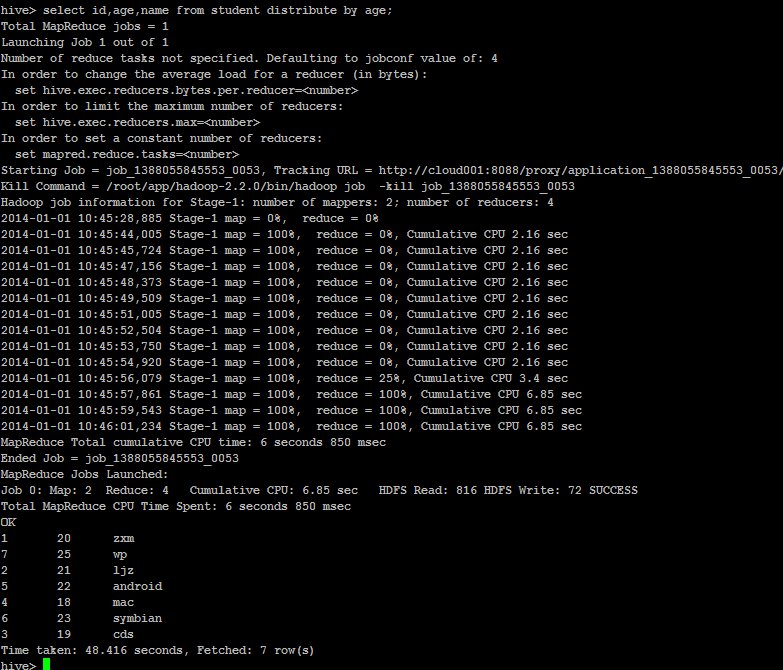 hive> select id,age,name from student distribute by age;
Total MapReduce jobs = 1
Launching Job 1 out of 1
Number of reduce tasks not specified. Defaulting to jobconf value of: 4
In order to change the average load for a reducer (in bytes):
  set hive.exec.reducers.bytes.per.reducer=<number>
In order to limit the maximum number of reducers:
  set hive.exec.reducers.max=<number>
In order to set a constant number of reducers:
  set mapred.reduce.tasks=<number>
Starting Job = job_1388055845553_0053, Tracking URL = http://cloud001:8088/proxy/application_1388055845553_0053/
Kill Command = /root/app/hadoop-2.2.0/bin/hadoop job  -kill job_1388055845553_0053
Hadoop job information for Stage-1: number of mappers: 2; number of reducers: 4
2014-01-01 10:45:28,885 Stage-1 map = 0%,  reduce = 0%
2014-01-01 10:45:44,005 Stage-1 map = 100%,  reduce = 0%, Cumulative CPU 2.16 sec
2014-01-01 10:45:45,724 Stage-1 map = 100%,  reduce = 0%, Cumulative CPU 2.16 sec
2014-01-01 10:45:47,156 Stage-1 map = 100%,  reduce = 0%, Cumulative CPU 2.16 sec
2014-01-01 10:45:48,373 Stage-1 map = 100%,  reduce = 0%, Cumulative CPU 2.16 sec
2014-01-01 10:45:49,509 Stage-1 map = 100%,  reduce = 0%, Cumulative CPU 2.16 sec
2014-01-01 10:45:51,005 Stage-1 map = 100%,  reduce = 0%, Cumulative CPU 2.16 sec
2014-01-01 10:45:52,504 Stage-1 map = 100%,  reduce = 0%, Cumulative CPU 2.16 sec
2014-01-01 10:45:53,750 Stage-1 map = 100%,  reduce = 0%, Cumulative CPU 2.16 sec
2014-01-01 10:45:54,920 Stage-1 map = 100%,  reduce = 0%, Cumulative CPU 2.16 sec
2014-01-01 10:45:56,079 Stage-1 map = 100%,  reduce = 25%, Cumulative CPU 3.4 sec
2014-01-01 10:45:57,861 Stage-1 map = 100%,  reduce = 100%, Cumulative CPU 6.85 sec
2014-01-01 10:45:59,543 Stage-1 map = 100%,  reduce = 100%, Cumulative CPU 6.85 sec
2014-01-01 10:46:01,234 Stage-1 map = 100%,  reduce = 100%, Cumulative CPU 6.85 sec
MapReduce Total cumulative CPU time: 6 seconds 850 msec
Ended Job = job_1388055845553_0053
MapReduce Jobs Launched:
Job 0: Map: 2  Reduce: 4   Cumulative CPU: 6.85 sec   HDFS Read: 816 HDFS Write: 72 SUCCESS
Total MapReduce CPU Time Spent: 6 seconds 850 msec
OK
1       20      zxm
7       25      wp
2       21      ljz
5       22      android
4       18      mac
6       23      symbian
3       19      cds
Time taken: 48.416 seconds, Fetched: 7 row(s)
hive>